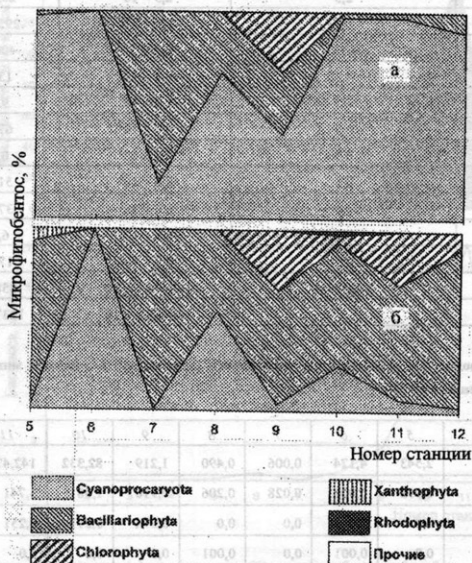 а
Микрофитобентос, %
б
5 6 7 8 9 10 11 12
Номер станции
Cyanoprocaryota
Xanthophyta
Bacillariophyta
Rhodophyta
Chlorophyta
Прочие